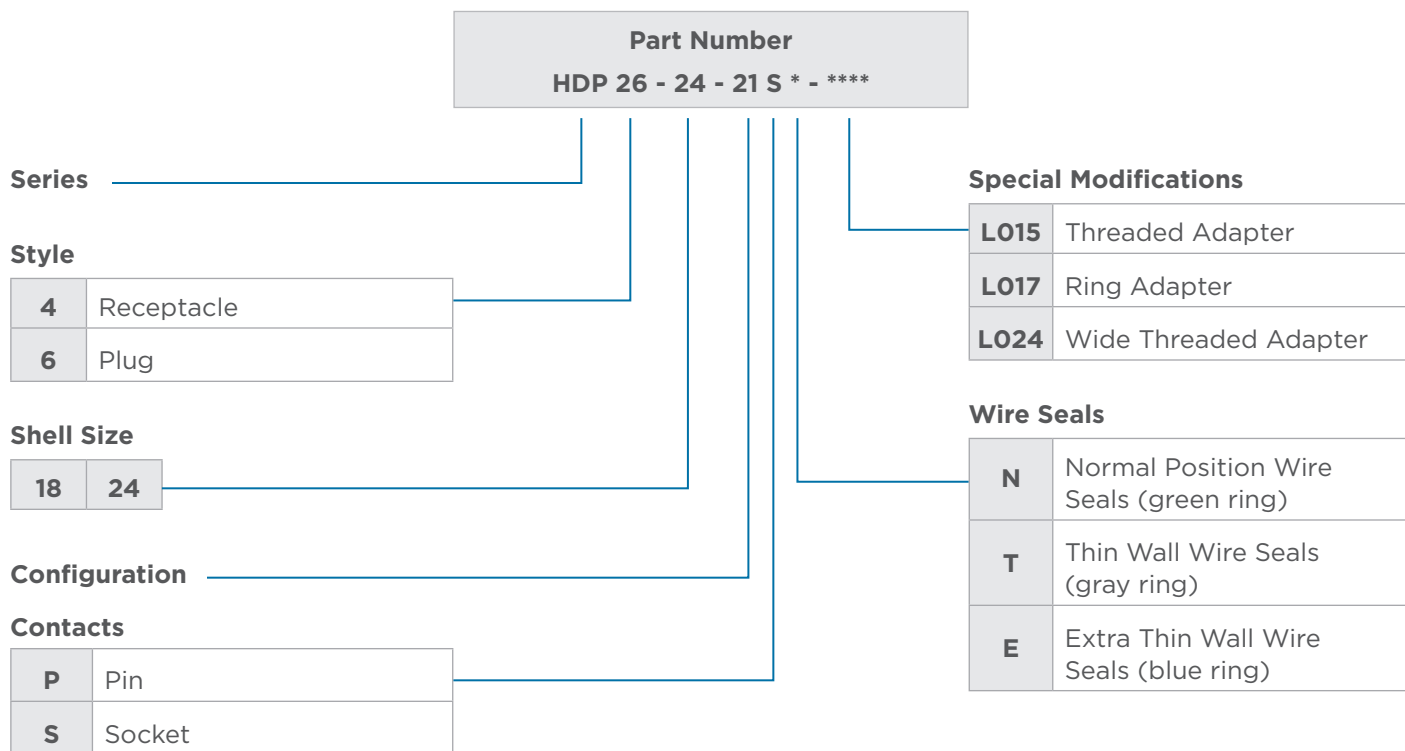 Part Number
HDP 26 - 24 - 21 S * - ****
Series
Style
4 Receptacle
6 Plug
Shell Size
18 24
Configuration
Contacts
P Pin
S Socket
Special Modifications
L015 Threaded Adapter
L017 Ring Adapter
L024 Wide Threaded Adapter
Wire Seals
N Normal Position Wire
Seals (green ring)
T Thin Wall Wire Seals
(gray ring)
E Extra Thin Wall Wire
Seals (blue ring)